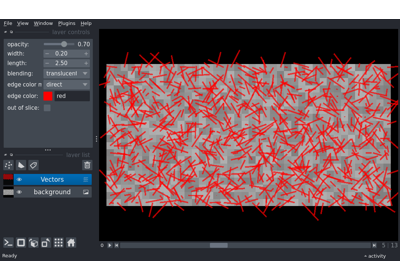 File View Window Plugins Help
layer controls
opacity: 0.70
width: 0.20
length: 2.50
blending: translucent
edge color m direct
edge color: red
out of slice:
layer list
Vectors
background
0 5 13
Ready activity